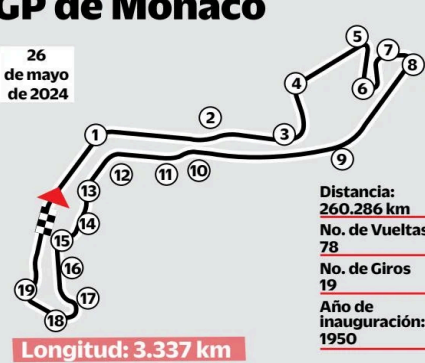 GP de Mónaco
26
de mayo
de 2024
1
2
3
4
5
6
7
8
9
10
11
12
13
14
15
16
17
18
19
Distancia:
260.286 km
No. de Vueltas
78
No. de Giros
19
Año de
inauguración:
1950
Longitud: 3.337 km